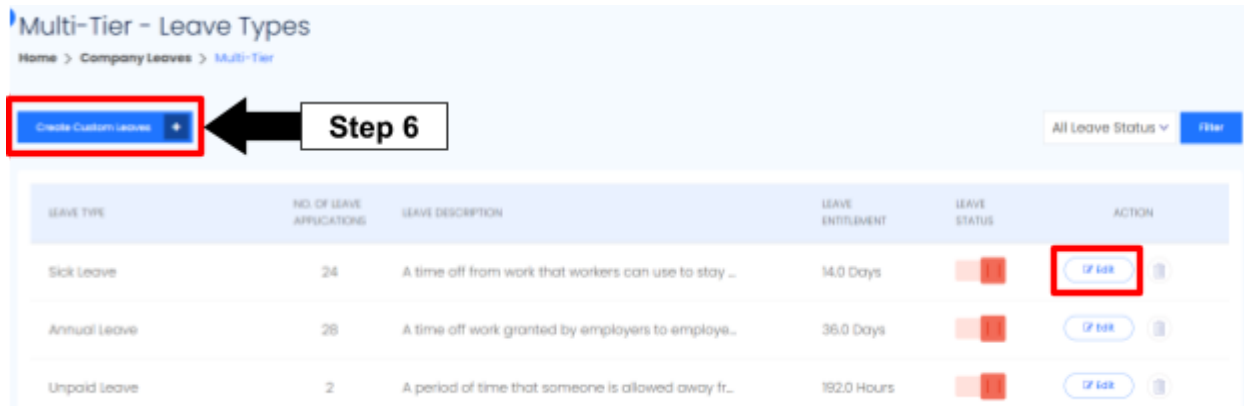 Multi-Tier - Leave Types
Home > Company Leaves > Multi-Tier
Create Custom Leaves +
Step 6
All Leave Status
Filter
LEAVE TYPE NO. OF LEAVE APPLICATIONS LEAVE DESCRIPTION LEAVE ENTITLEMENT LEAVE STATUS ACTION
Sick Leave 24 A time off from work that workers can use to stay ... 14.0 Days Edit
Annual Leave 28 A time off work granted by employers to employe... 36.0 Days Edit
Unpaid Leave 2 A period of time that someone is allowed away fr... 192.0 Hours Edit